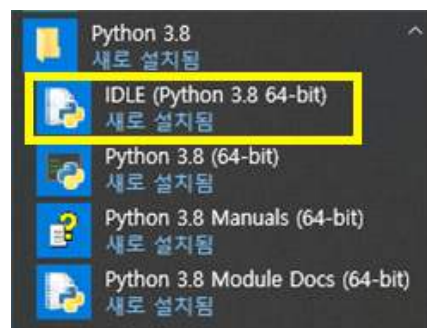 Python 3.8
새로 설치됨
IDLE (Python 3.8 64-bit)
새로 설치됨
Python 3.8 (64-bit)
새로 설치됨
Python 3.8 Manuals (64-bit)
새로 설치됨
Python 3.8 Module Docs (64-bit)
새로 설치됨